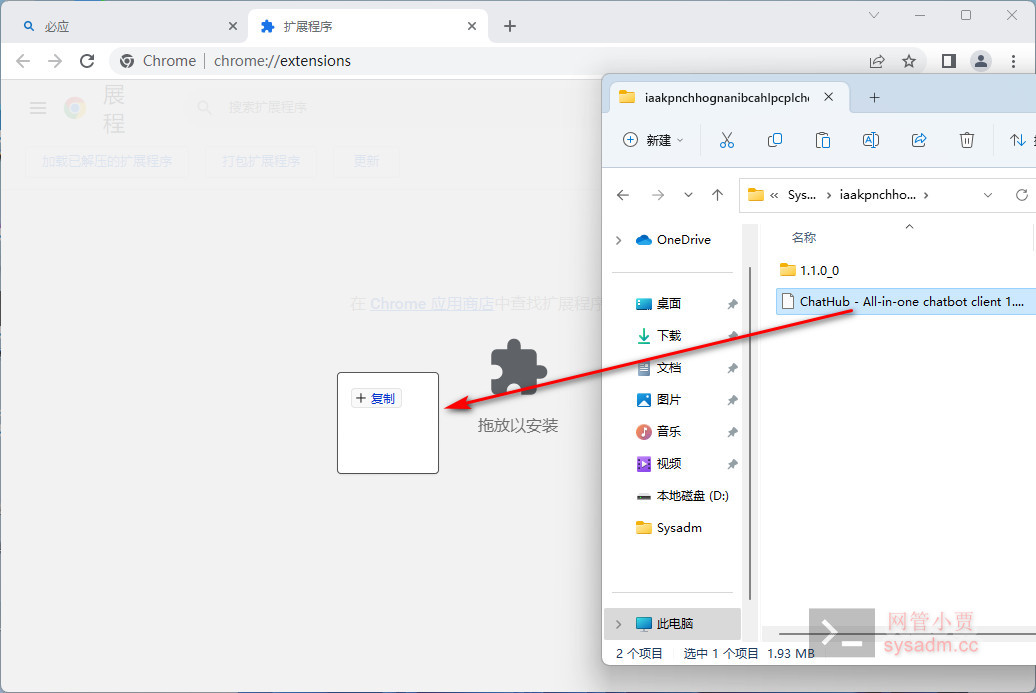 必应
扩展程序
Chrome
chrome://extensions
展
程
搜索扩展程序
加载已解压的扩展程序
打包扩展程序
更新
在 Chrome 应用商店中查找扩展程序
+ 复制
拖放以安装
iaakpnchhognanibcahlpcplcho
新建
« Sys... › iaakpnchho... ›
OneDrive
桌面
下载
文档
图片
音乐
视频
本地磁盘 (D:)
Sysadm
此电脑
名称
1.1.0_0
ChatHub - All-in-one chatbot client 1....
2 个项目
选中 1 个项目 1.93 MB
网管小贾
sysadm.cc